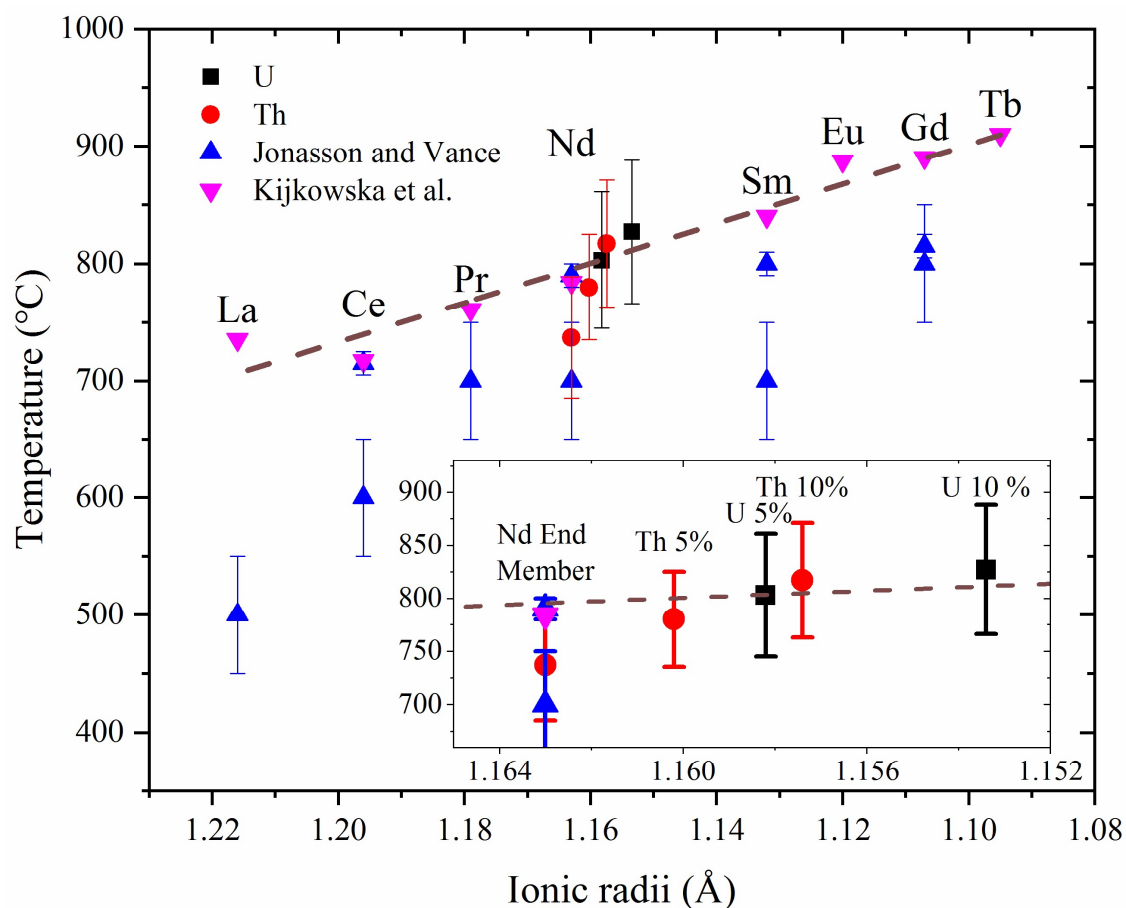 1000
900
800
700
600
500
400
Temperature (°C)
U
Th
Jonasson and Vance
Kijkowska et al.
La
Ce
Pr
Nd
Sm
Eu
Gd
Tb
900
850
800
750
700
Nd End
Member
Th 5%
U 5%
Th 10%
U 10 %
1.164 1.160 1.156 1.152
1.22 1.20 1.18 1.16 1.14 1.12 1.10 1.08
Ionic radii (Å)